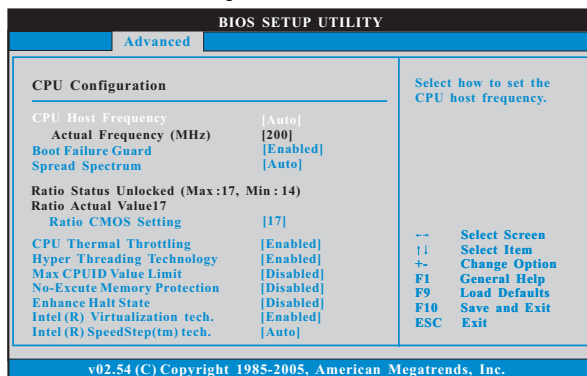 BIOS SETUP UTILITY
Advanced
CPU Configuration
CPU Host Frequency [Auto]
Actual Frequency (MHz) [200]
Boot Failure Guard [Enabled]
Spread Spectrum [Auto]
Ratio Status Unlocked (Max :17, Min : 14)
Ratio Actual Value17
Ratio CMOS Setting [17]
CPU Thermal Throttling [Enabled]
Hyper Threading Technology [Enabled]
Max CPUID Value Limit [Disabled]
No-Excute Memory Protection [Disabled]
Enhance Halt State [Disabled]
Intel (R) Virtualization tech. [Enabled]
Intel (R) SpeedStep(tm) tech. [Auto]
Select how to set the
CPU host frequency.
←→ Select Screen
↑↓ Select Item
+- Change Option
F1 General Help
F9 Load Defaults
F10 Save and Exit
ESC Exit
v02.54 (C) Copyright 1985-2005, American Megatrends, Inc.